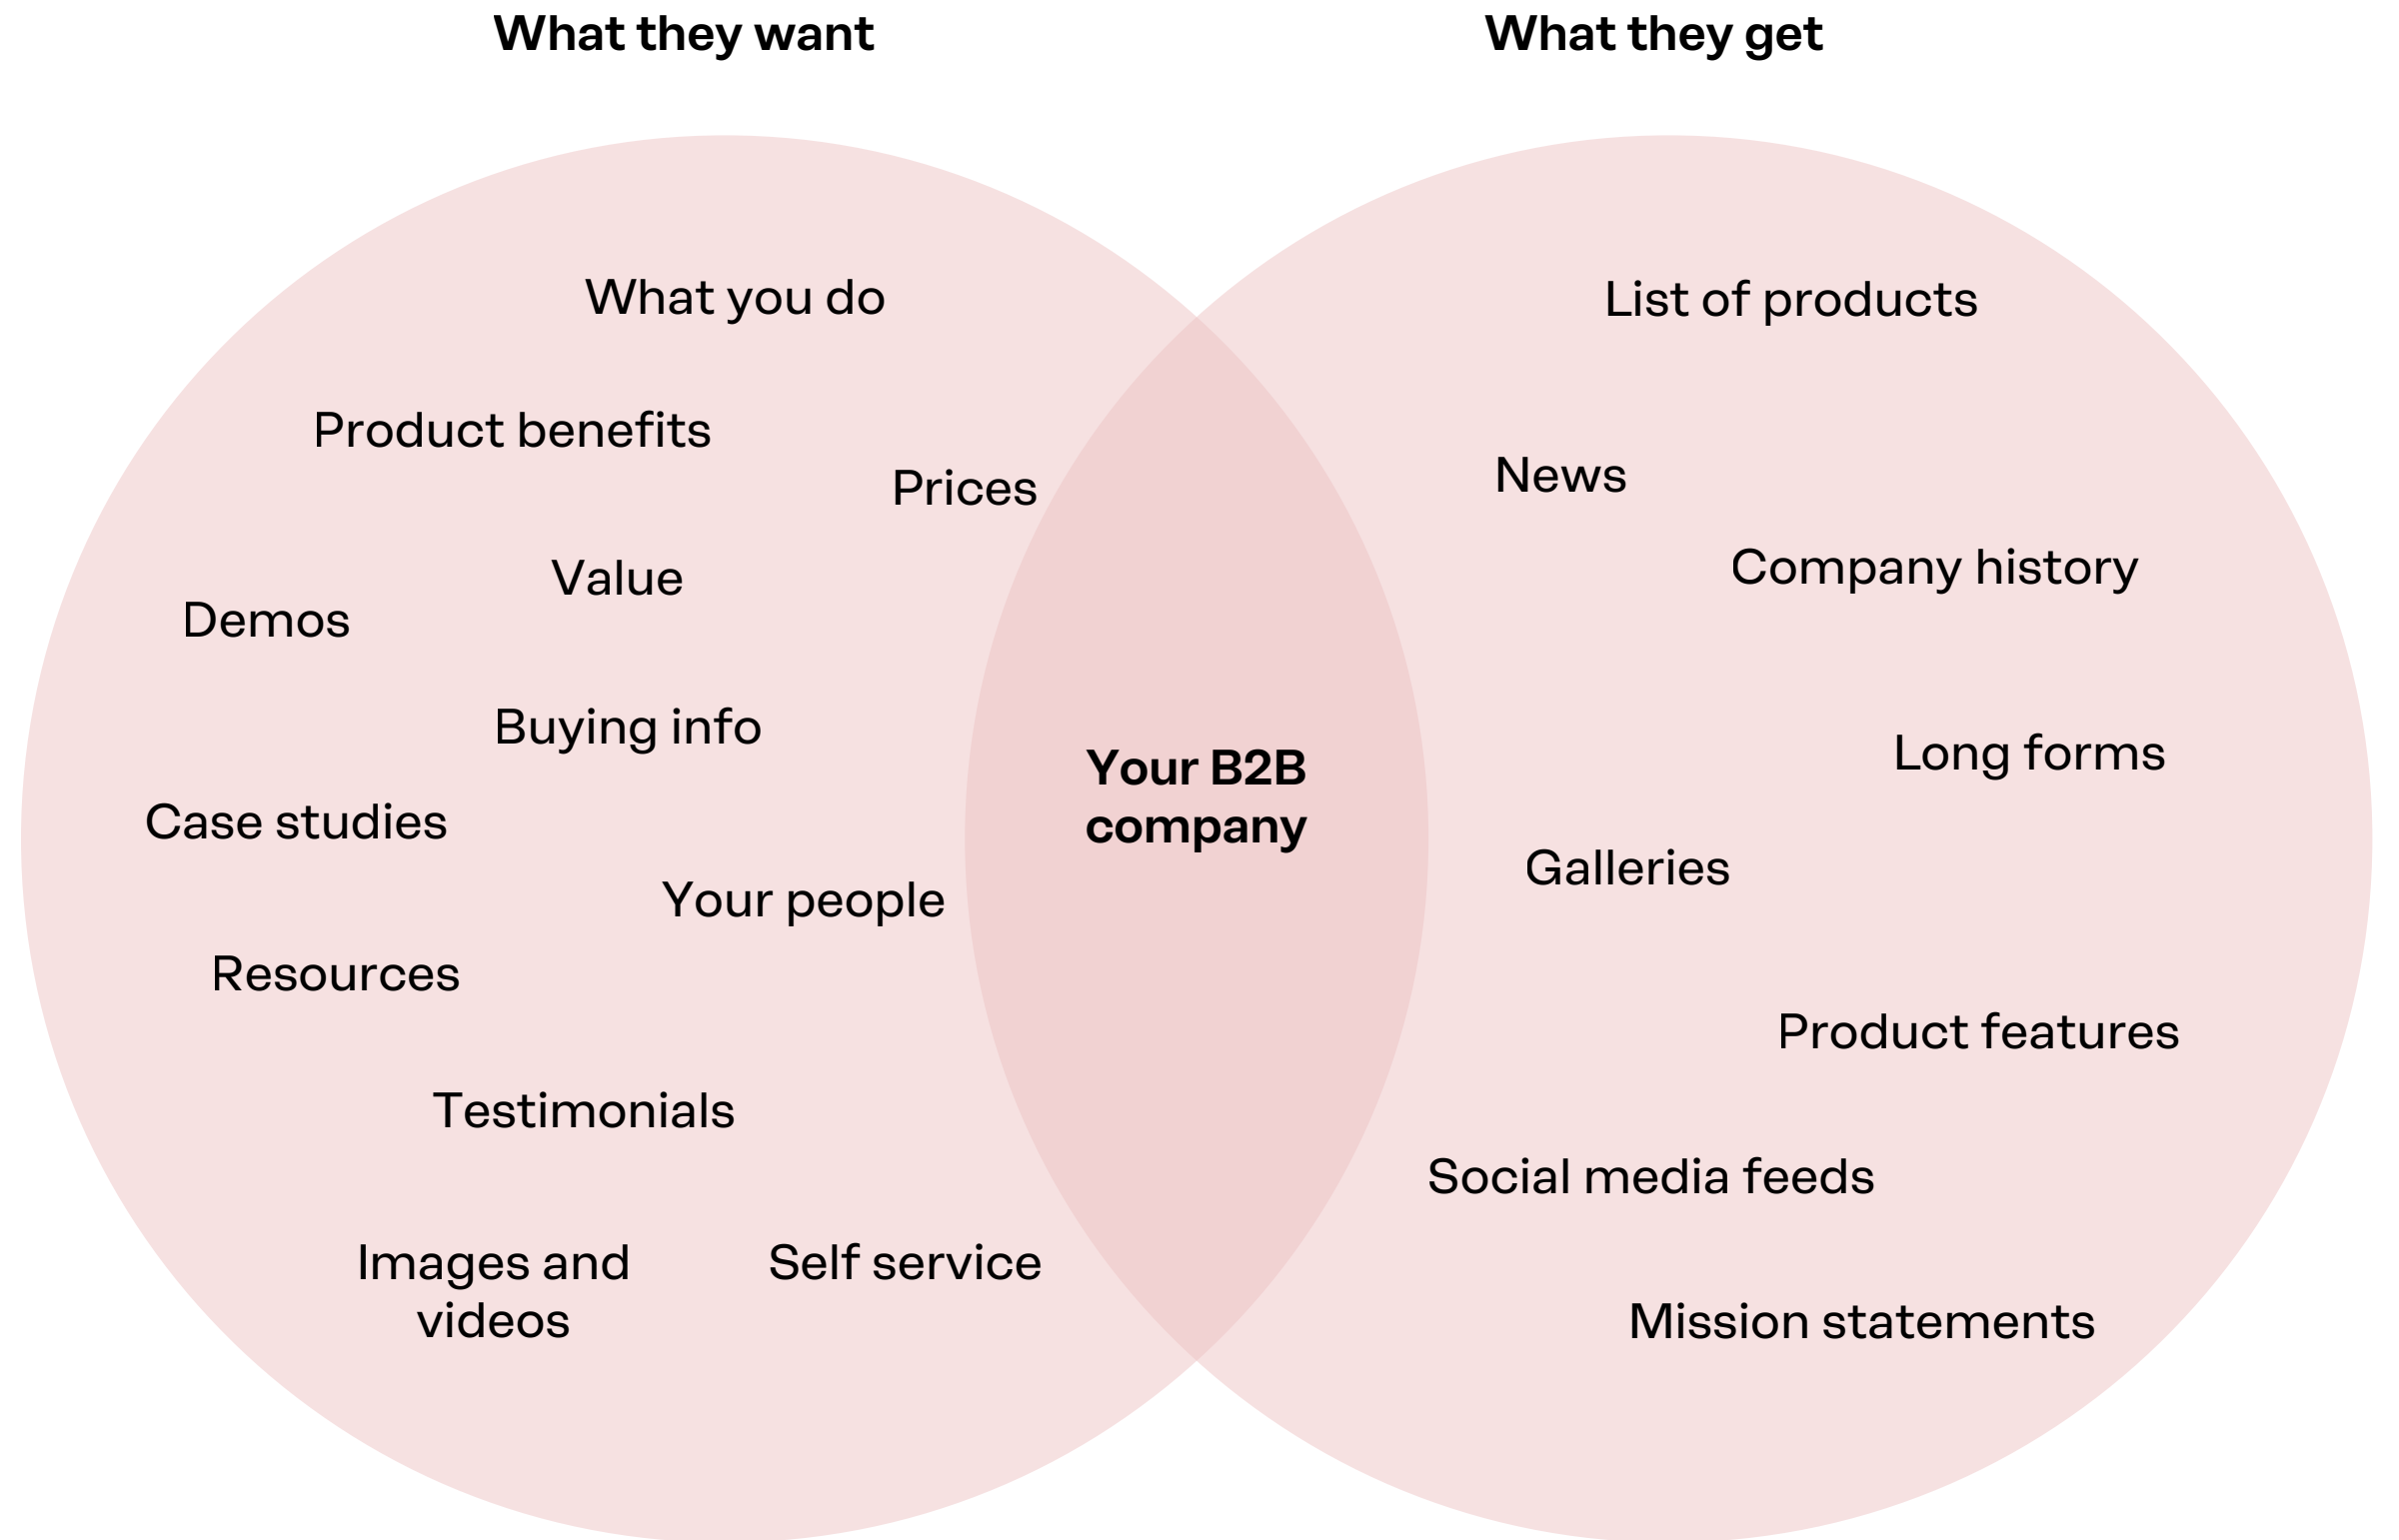 What they want
What they get
What you do
Product benefits
Prices
Value
Demos
Buying info
Case studies
Your people
Resources
Testimonials
Images and
videos
Self service
Your B2B
company
List of products
News
Company history
Long forms
Galleries
Product features
Social media feeds
Mission statements